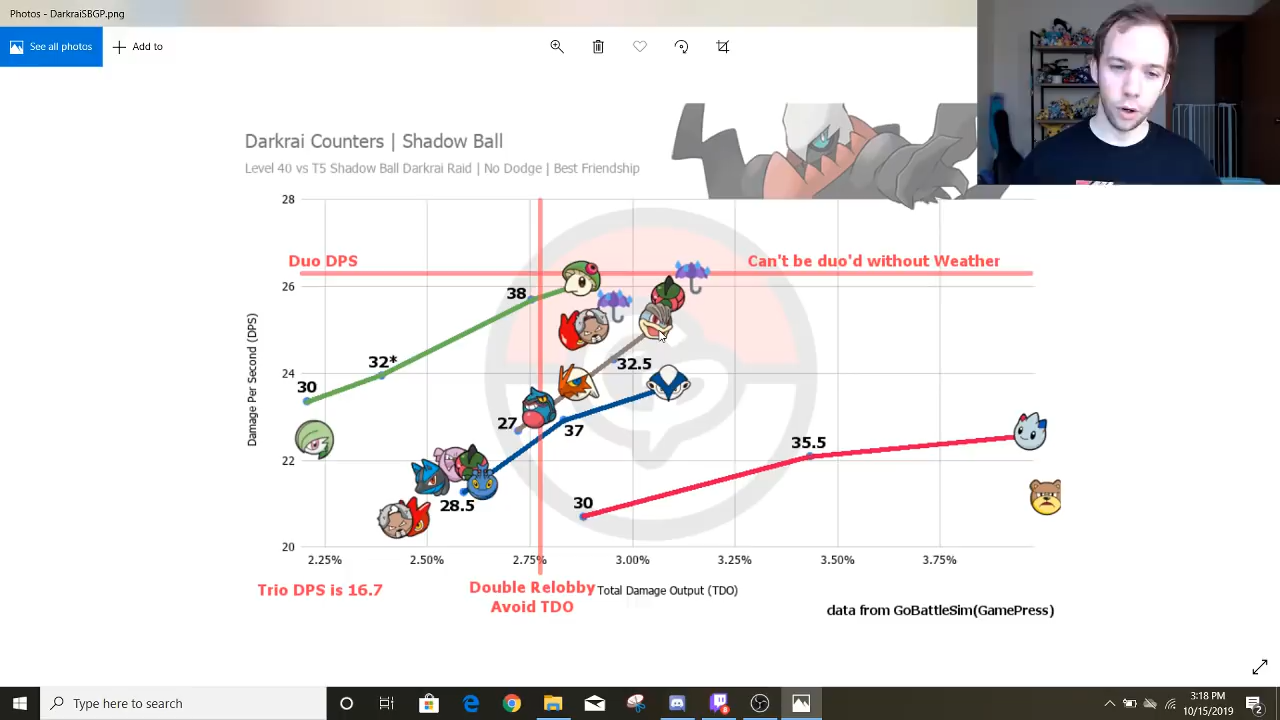 Photos - DarkraiSBGP.png
See all photos
Add to
Darkrai Counters | Shadow Ball
Level 40 vs T5 Shadow Ball Darkrai Raid | No Dodge | Best Friendship
28
Duo DPS
Can't be duo'd without Weather
26
38
32*
24
30
32.5
27
37
35.5
22
28.5
30
20
Damage Per Second (DPS)
2.25%
2.50%
2.75%
3.00%
3.25%
3.50%
3.75%
Trio DPS is 16.7
Double Relobby
Avoid TDO
Total Damage Output (TDO)
data from GoBattleSim(GamePress)
Type here to search
8
3:18 PM
10/15/2019
2